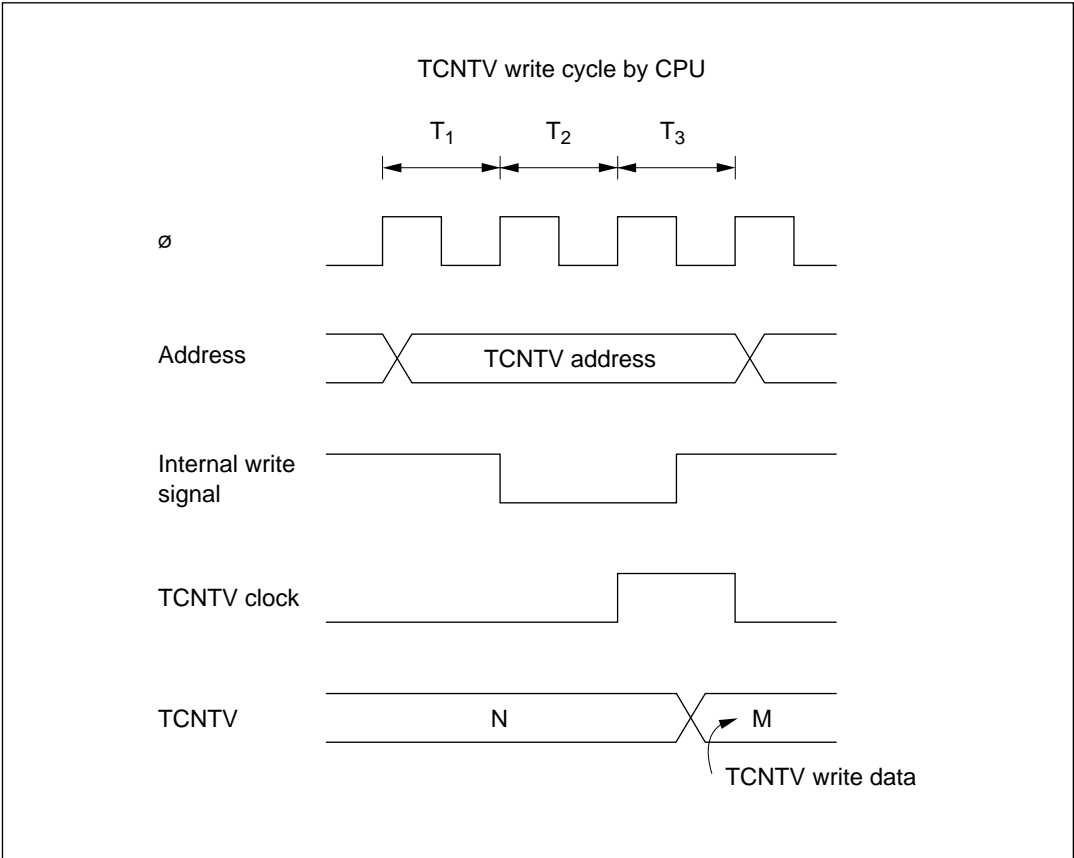 TCNTV write cycle by CPU
T1 T2 T3
ø
Address
TCNTV address
Internal write
signal
TCNTV clock
TCNTV
N
M
TCNTV write data